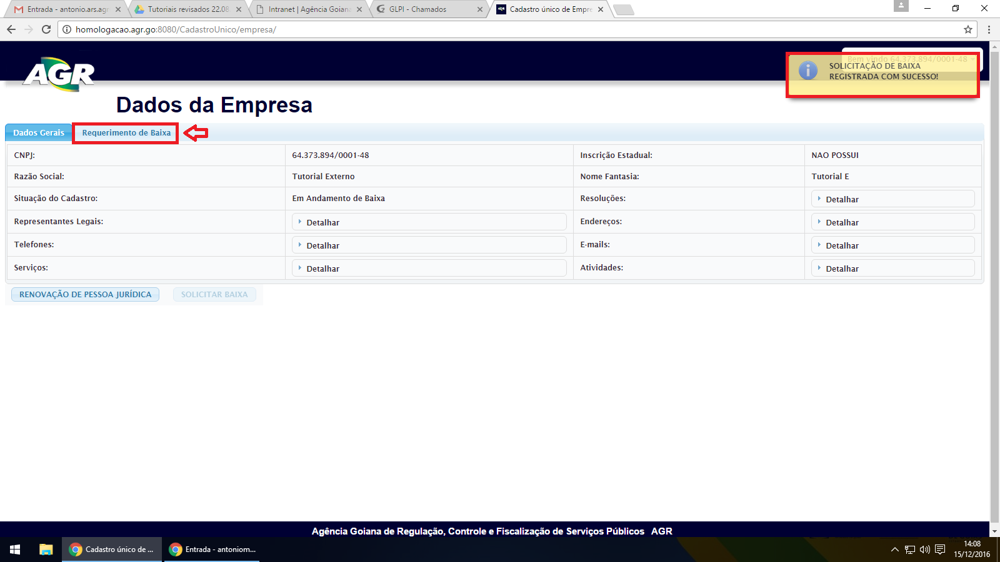 Entrada - antonio.ars.agr
Tutoriais revisados 22.08
Intranet | Agência Goiana
GLPI - Chamados
Cadastro único de Empre
homologacao.agr.go:8080/CadastroUnico/empresa/
AGR
Bem vindo 64.373.894/0001-48
SOLICITAÇÃO DE BAIXA
REGISTRADA COM SUCESSO!
Dados da Empresa
Dados Gerais
Requerimento de Baixa
CNPJ: 64.373.894/0001-48 Inscrição Estadual: NAO POSSUI
Razão Social: Tutorial Externo Nome Fantasia: Tutorial E
Situação do Cadastro: Em Andamento de Baixa Resoluções: Detalhar
Representantes Legais: Detalhar Endereços: Detalhar
Telefones: Detalhar E-mails: Detalhar
Serviços: Detalhar Atividades: Detalhar
RENOVAÇÃO DE PESSOA JURÍDICA SOLICITAR BAIXA
Agência Goiana de Regulação, Controle e Fiscalização de Serviços Públicos AGR
Cadastro único de ...
Entrada - antoniom...
14:08
15/12/2016